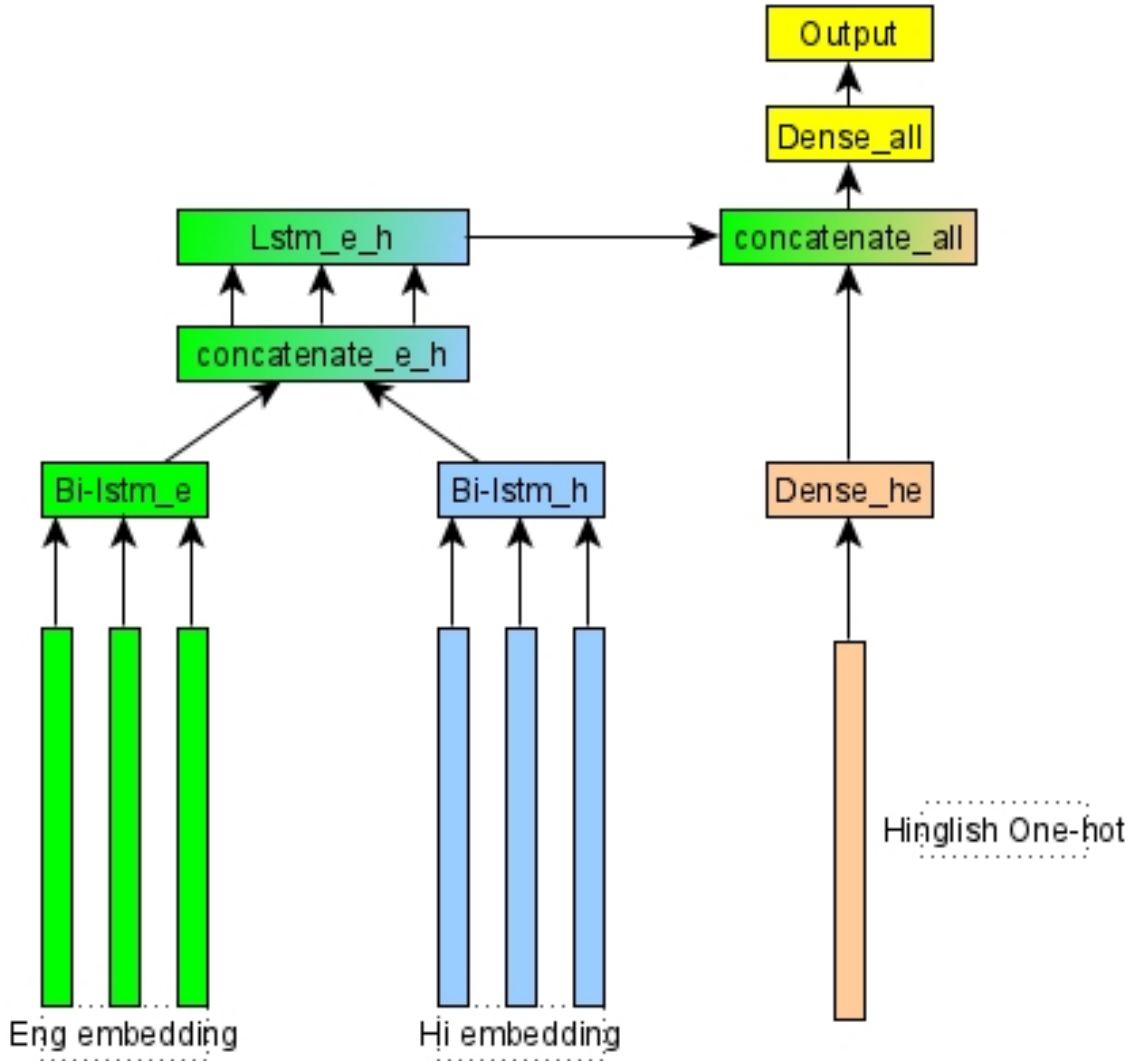 Output
Dense_all
Lstm_e_h
concatenate_all
concatenate_e_h
Bi-lstm_e
Bi-lstm_h
Dense_he
Hinglish One-hot
Eng embedding
Hi embedding